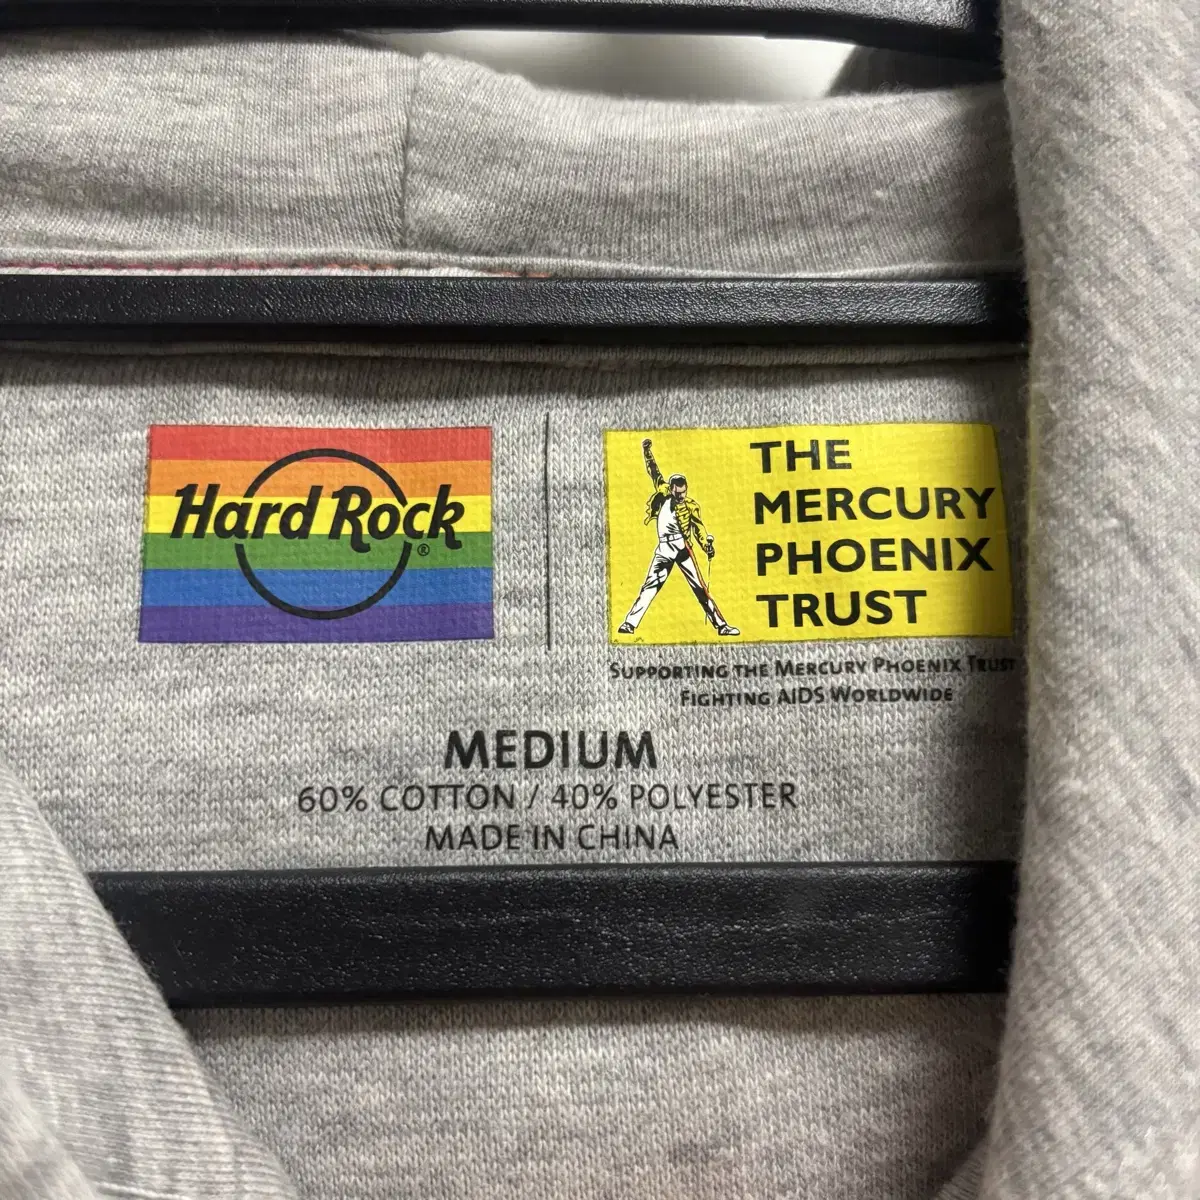 Hard Rock®
THE
MERCURY
PHOENIX
TRUST
SUPPORTING THE MERCURY PHOENIX TRUST
FIGHTING AIDS WORLDWIDE
MEDIUM
60% COTTON / 40% POLYESTER
MADE IN CHINA